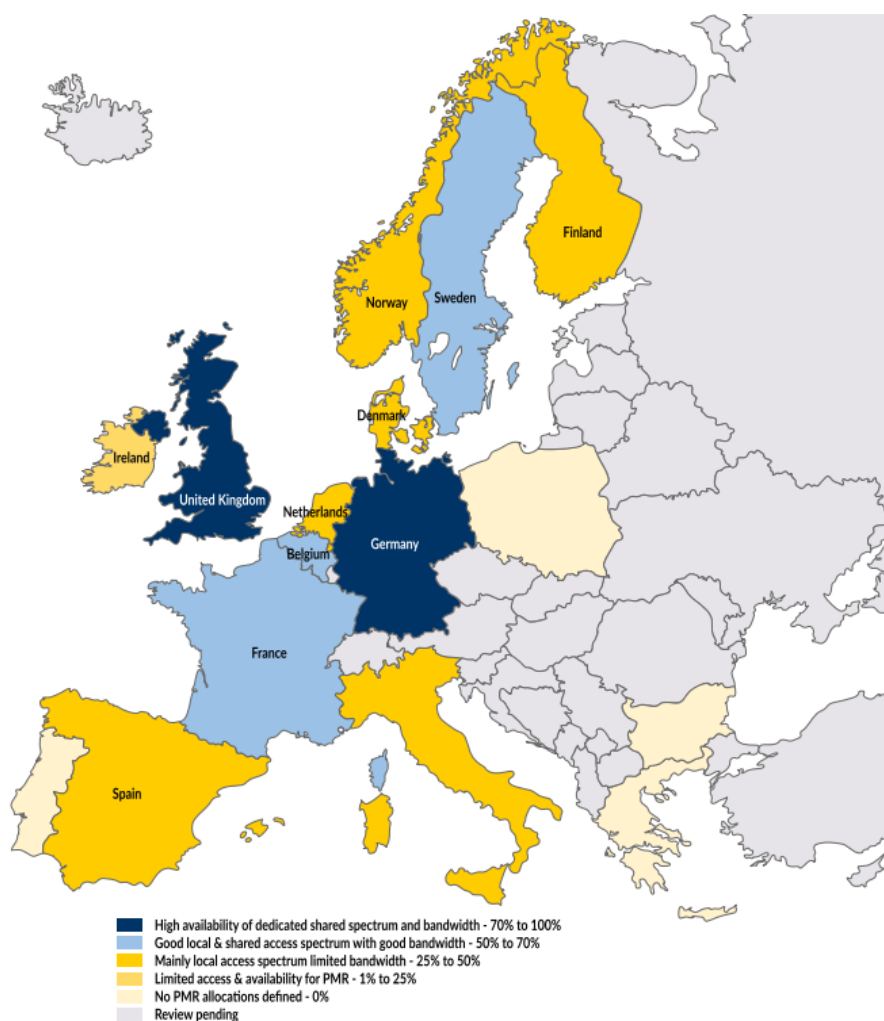 Finland
Norway
Sweden
Denmark
Ireland
United Kingdom
Netherlands
Belgium
Germany
France
Spain
High availability of dedicated shared spectrum and bandwidth - 70% to 100%
Good local & shared access spectrum with good bandwidth - 50% to 70%
Mainly local access spectrum limited bandwidth - 25% to 50%
Limited access & availability for PMR - 1% to 25%
No PMR allocations defined - 0%
Review pending